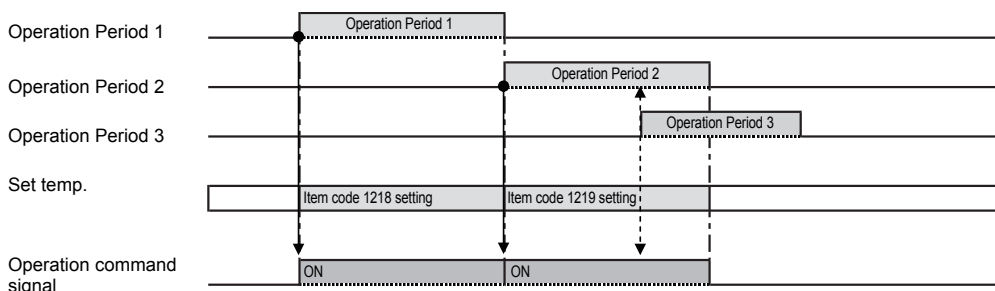 Operation Period 1
Operation Period 1
Operation Period 2
Operation Period 2
Operation Period 3
Operation Period 3
Set temp.
Item code 1218 setting
Item code 1219 setting
Operation command
signal
ON
ON